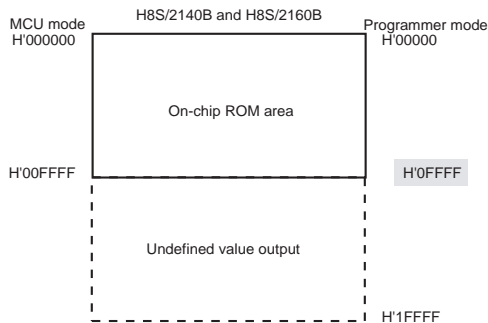 H8S/2140B and H8S/2160B
MCU mode
Programmer mode
H'000000
H'00000
On-chip ROM area
H'00FFFF
H'0FFFF
Undefined value output
H'1FFFF